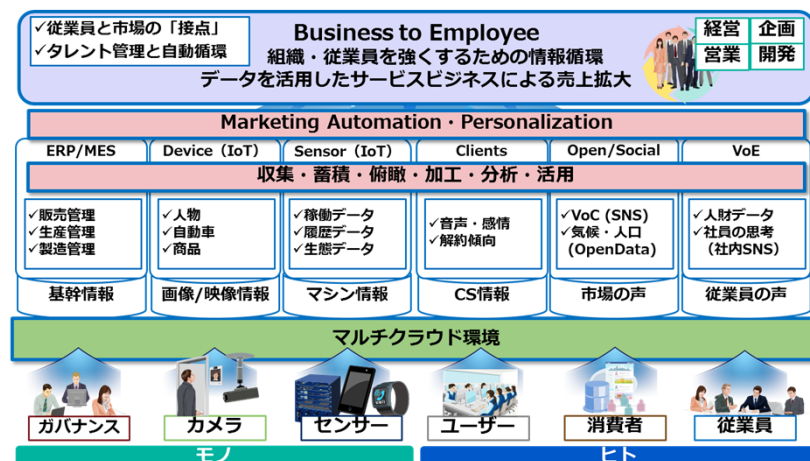 ✓従業員と市場の「接点」
✓タレント管理と自動循環
Business to Employee
組織・従業員を強くするための情報循環
データを活用したサービスビジネスによる売上拡大
経営 企画
営業 開発
Marketing Automation・Personalization
ERP/MES Device (IoT) Sensor (IoT) Clients Open/Social VoE
収集・蓄積・俯瞰・加工・分析・活用
✓販売管理
✓生産管理
✓製造管理
✓人物
✓自動車
✓商品
✓稼働データ
✓履歴データ
✓生態データ
✓音声・感情
✓解約傾向
✓VoC (SNS)
✓気候・人口
(OpenData)
✓人財データ
✓社員の思考
（社内SNS）
基幹情報 画像/映像情報 マシン情報 CS情報 市場の声 従業員の声
マルチクラウド環境
ガバナンス カメラ センサー ユーザー 消費者 従業員
モノ ヒト